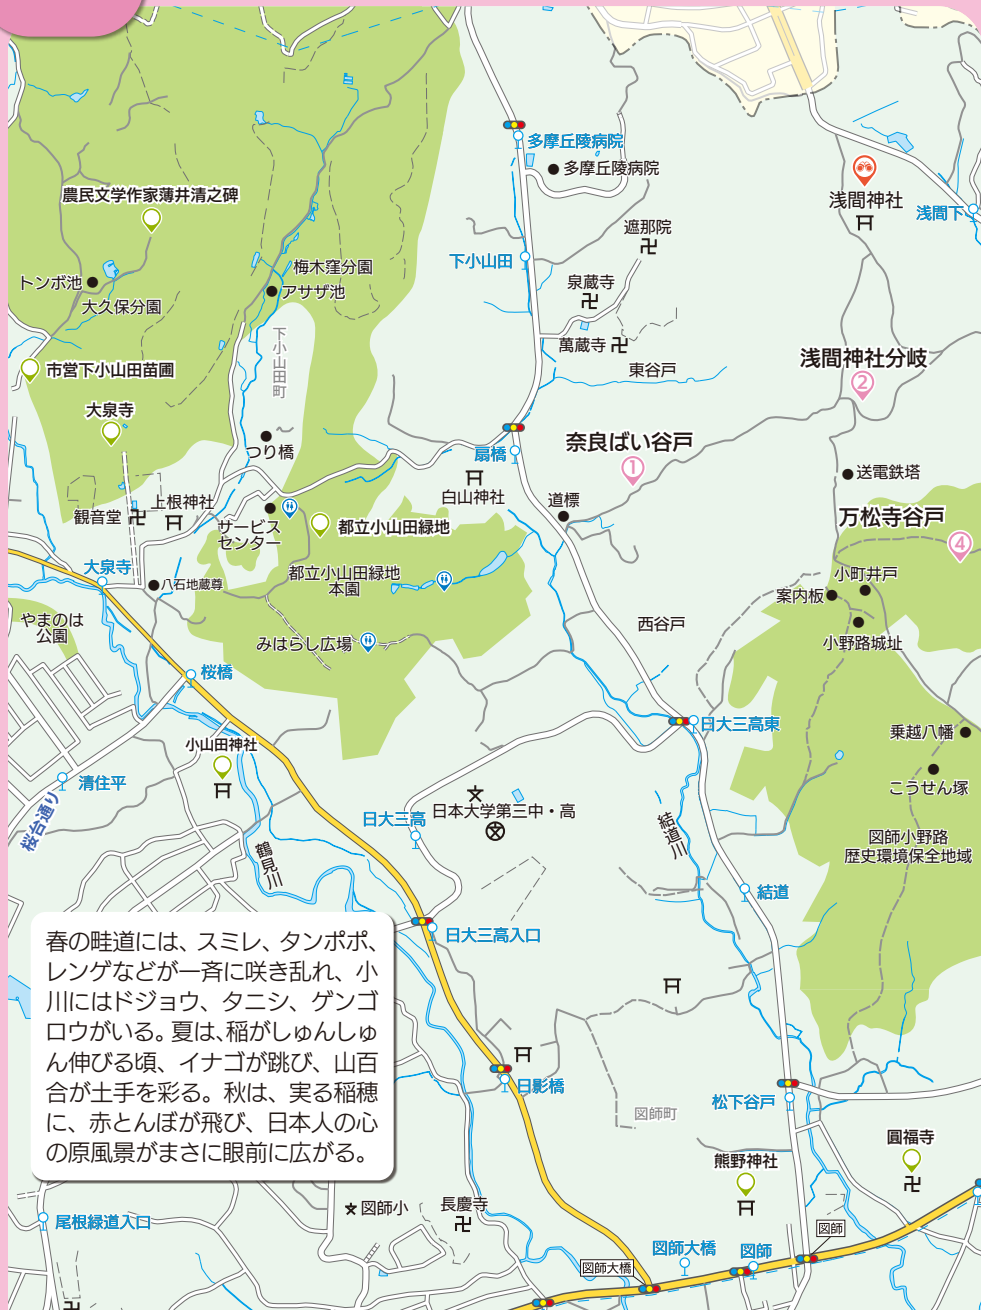 多摩丘陵病院
多摩丘陵病院
浅間神社
浅間下
農民文学作家薄井清之碑
遮那院
下小山田
梅木窪分園
トンボ池
アサザ池
泉蔵寺
大久保分園
下小山田町
萬蔵寺
東谷戸
浅間神社分岐
2
市営下小山田苗圃
大泉寺
つり橋
扇橋
奈良ばい谷戸
1
送電鉄塔
白山神社
道標
上根神社
観音堂
サービス
センター
都立小山田緑地
万松寺谷戸
4
大泉寺
八石地蔵尊
都立小山田緑地
本園
小町井戸
案内板
やまのは
公園
みはらし広場
西谷戸
小野路城址
桜橋
日大三高東
乗越八幡
小山田神社
清住平
こうせん塚
桜台通り
日大三高
日本大学第三中・高
結道川
図師小野路
歴史環境保全地域
鶴見川
結道
日大三高入口
春の畦道には、スミレ、タンポポ、
レンゲなどが一斉に咲き乱れ、小
川にはドジョウ、タニシ、ゲンゴ
ロウがいる。夏は、稲がしゅんしゅ
ん伸びる頃、イナゴが跳び、山百
合が土手を彩る。秋は、実る稲穂
に、赤とんぼが飛び、日本人の心
の原風景がまさに眼前に広がる。
日影橋
松下谷戸
図師町
圓福寺
熊野神社
図師小
長慶寺
尾根緑道入口
図師
図師大橋
図師
図師大橋